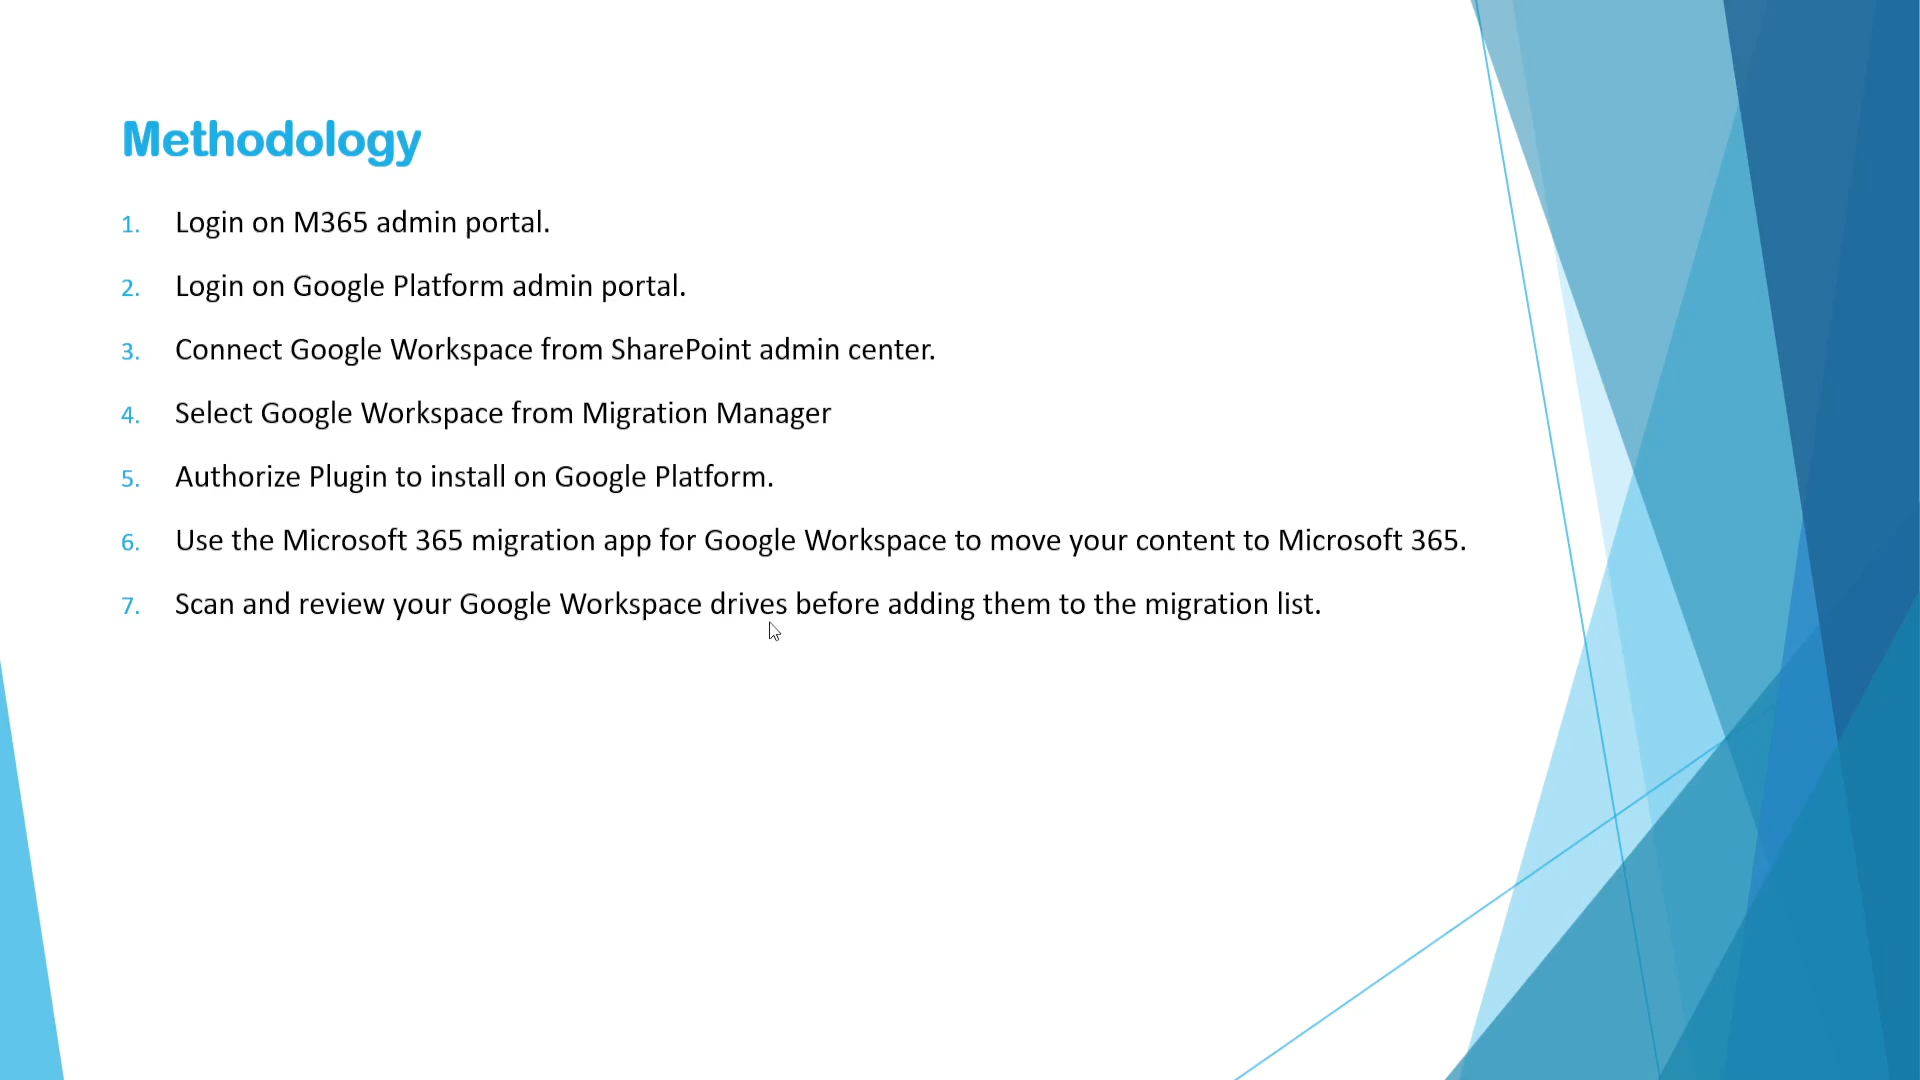 Methodology
1. Login on M365 admin portal.
2. Login on Google Platform admin portal.
3. Connect Google Workspace from SharePoint admin center.
4. Select Google Workspace from Migration Manager
5. Authorize Plugin to install on Google Platform.
6. Use the Microsoft 365 migration app for Google Workspace to move your content to Microsoft 365.
7. Scan and review your Google Workspace drives before adding them to the migration list.